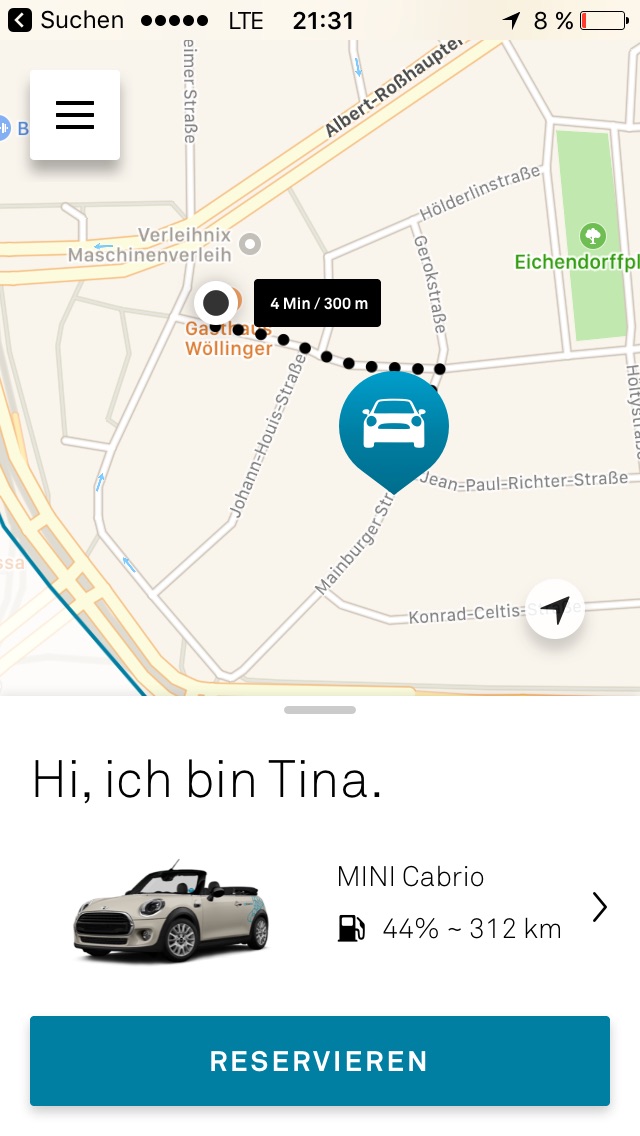 Suchen LTE 21:31 8 %
eimer Straße
Albert-Roßhaupter
B
Hölderlinstraße
Verleihnix
Maschinenverleih
Gerokstraße
Eichendorffpl
4 Min / 300 m
Gasthaus
Wöllinger
Johann-Houis-Straße
Höltystraße
Jean-Paul-Richter-Straße
Mainburger Str
ssa
Konrad-Celtis-Straße
Hi, ich bin Tina.
MINI Cabrio
44% ~ 312 km
RESERVIEREN